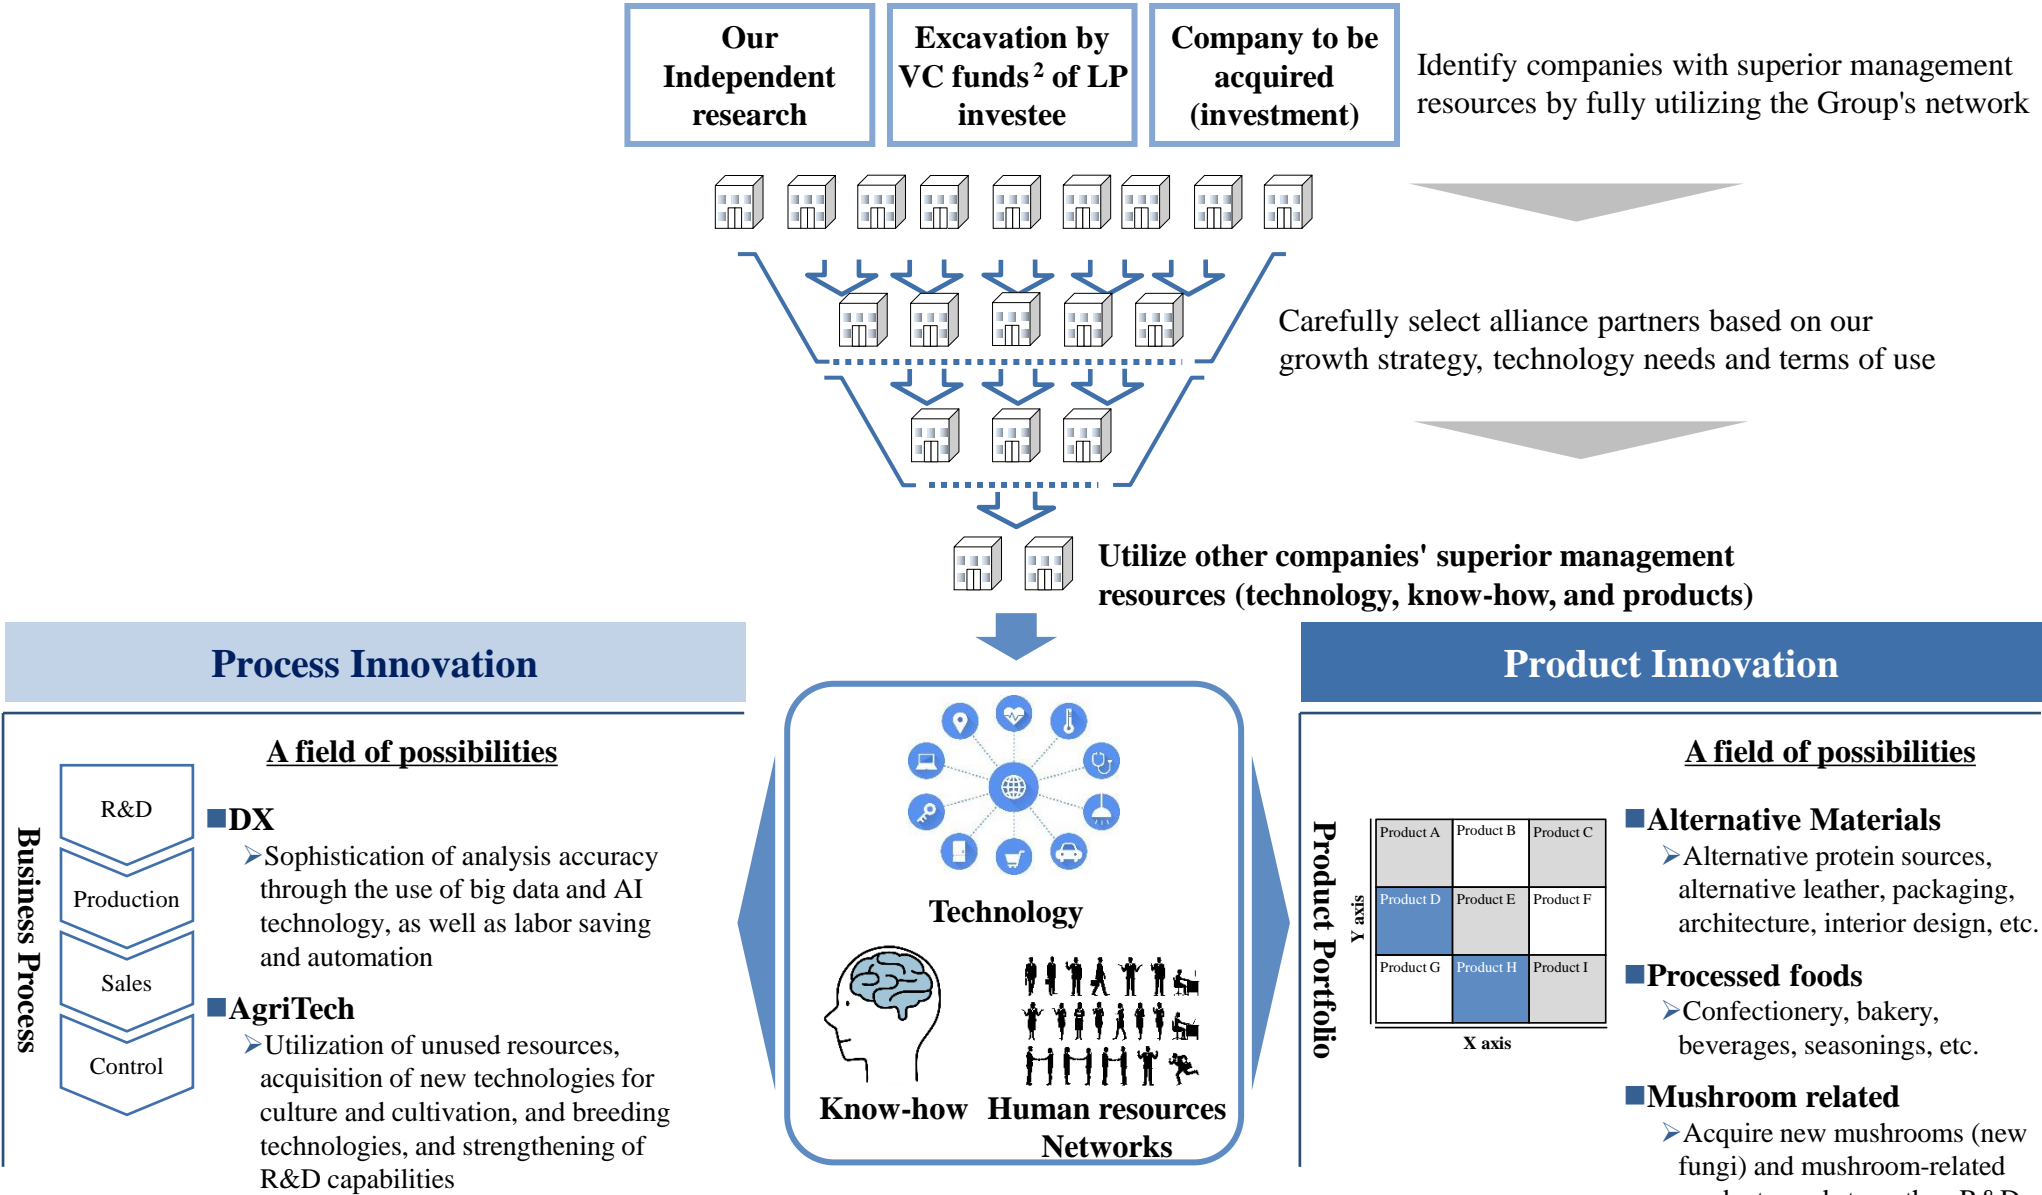 Our
Independent
research
Excavation by
VC funds 2 of LP
investee
Company to be
acquired
(investment)
Identify companies with superior management
resources by fully utilizing the Group's network
Carefully select alliance partners based on our
growth strategy, technology needs and terms of use
Utilize other companies' superior management
resources (technology, know-how, and products)
Process Innovation
Business Process
R&D
Production
Sales
Control
A field of possibilities
DX
Sophistication of analysis accuracy
through the use of big data and AI
technology, as well as labor saving
and automation
AgriTech
Utilization of unused resources,
acquisition of new technologies for
culture and cultivation, and breeding
technologies, and strengthening of
R&D capabilities
Technology
Know-how
Human resources
Networks
Product Innovation
Product Portfolio
Y axis
Product A
Product B
Product C
Product D
Product E
Product F
Product G
Product H
Product I
X axis
A field of possibilities
Alternative Materials
Alternative protein sources,
alternative leather, packaging,
architecture, interior design, etc.
Processed foods
Confectionery, bakery,
beverages, seasonings, etc.
Mushroom related
Acquire new mushrooms (new
fungi) and mushroom-related